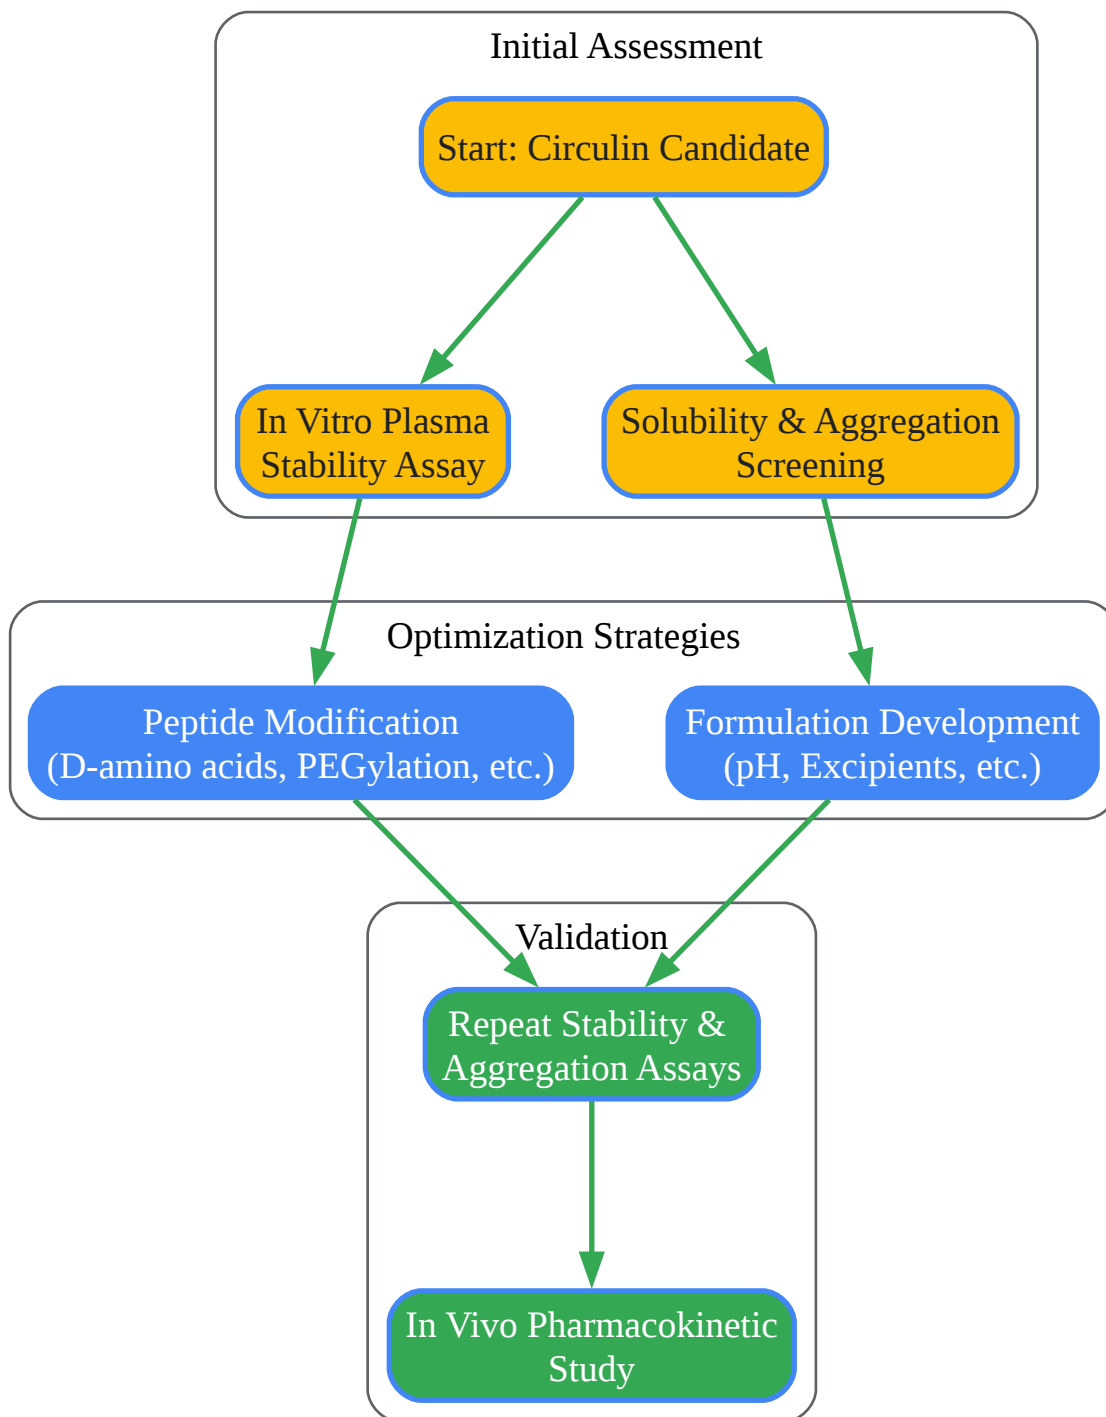 Initial Assessment
Start: Circulin Candidate
In Vitro Plasma
Stability Assay
Solubility & Aggregation
Screening
Optimization Strategies
Peptide Modification
(D-amino acids, PEGylation, etc.)
Formulation Development
(pH, Excipients, etc.)
Validation
Repeat Stability &
Aggregation Assays
In Vivo Pharmacokinetic
Study